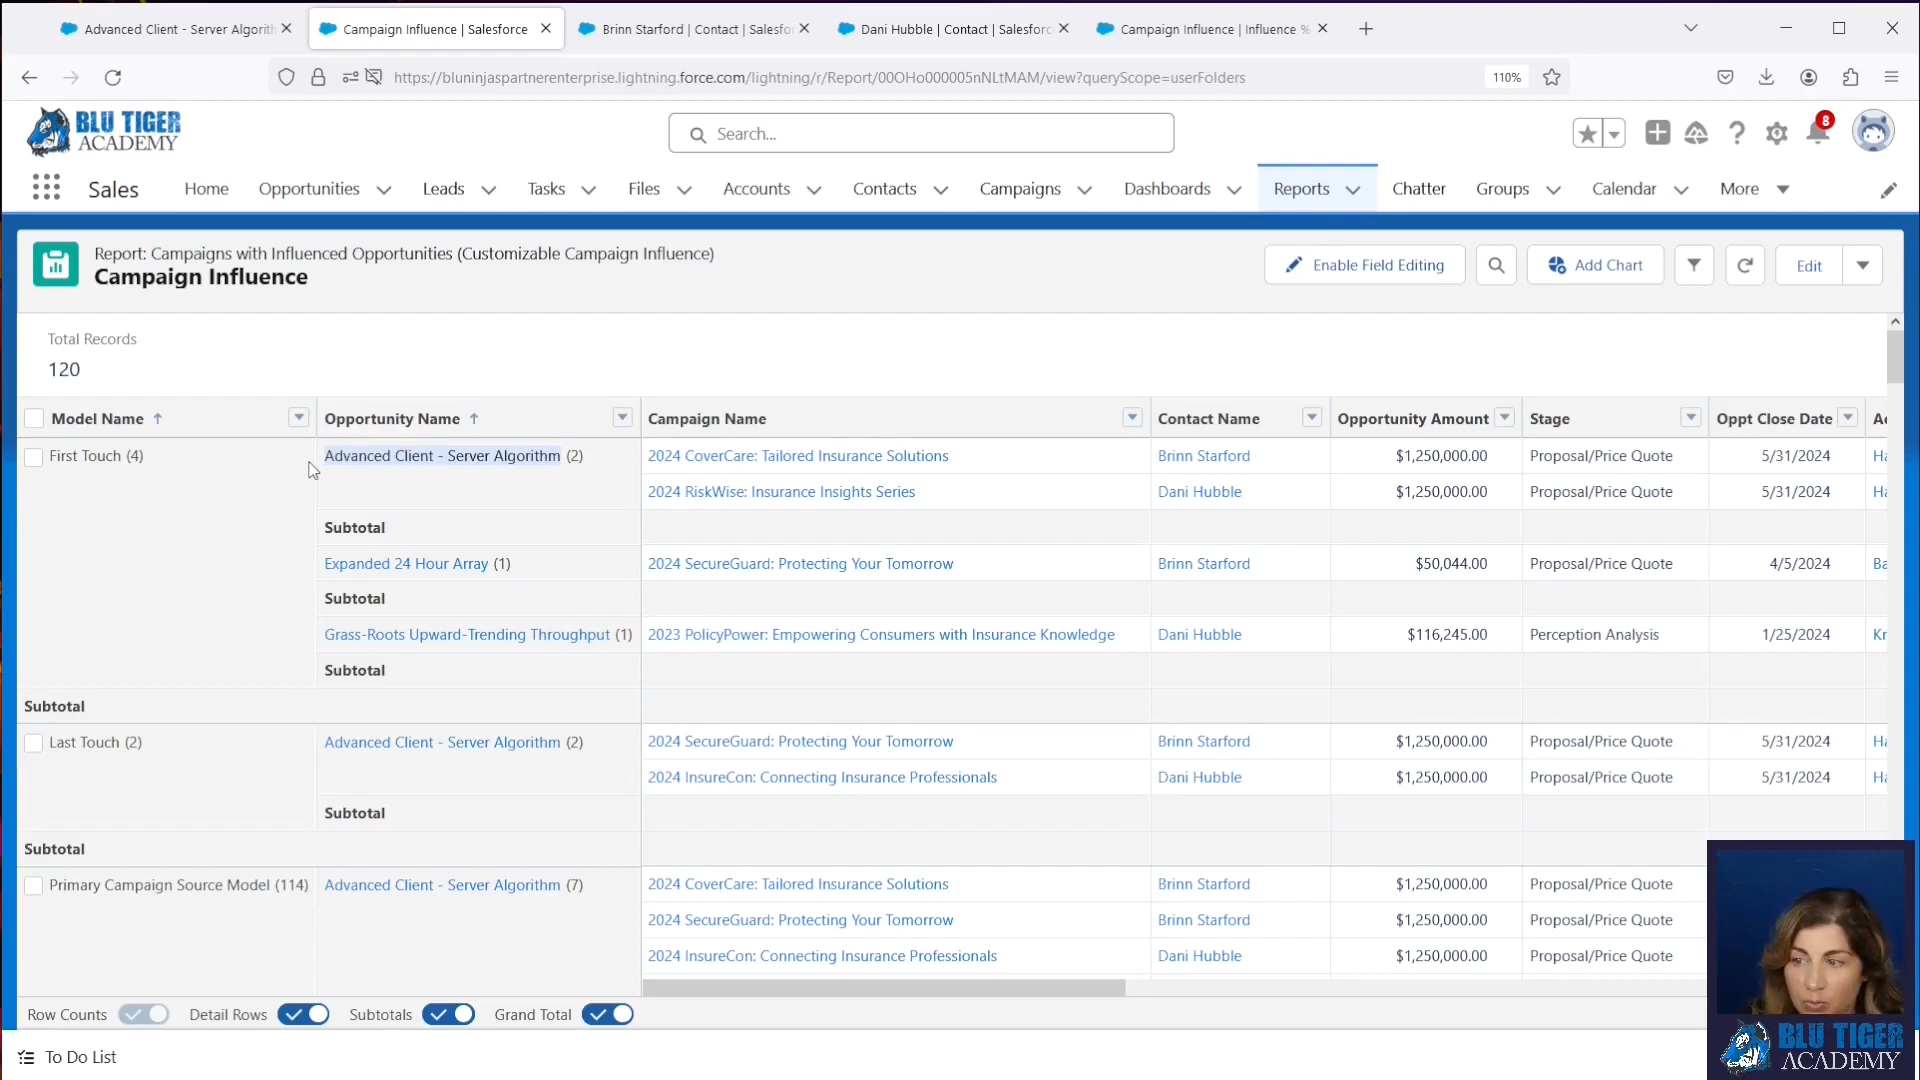 Advanced Client - Server Algorith
Campaign Influence | Salesforce
Brinn Starford | Contact | Salesfo
Dani Hubble | Contact | Salesforc
Campaign Influence | Influence %
https://bluninjaspartnerenterprise.lightning.force.com/lightning/r/Report/00OHo000005nNLtMAM/view?queryScope=userFolders
110%
BLU TIGER
ACADEMY
Search...
8
Sales
Home
Opportunities
Leads
Tasks
Files
Accounts
Contacts
Campaigns
Dashboards
Reports
Chatter
Groups
Calendar
More
Report: Campaigns with Influenced Opportunities (Customizable Campaign Influence)
Campaign Influence
Enable Field Editing
Add Chart
Edit
Total Records
120
Model Name ↑ Opportunity Name ↑ Campaign Name Contact Name Opportunity Amount Stage Oppt Close Date Ac
First Touch (4) Advanced Client - Server Algorithm (2) 2024 CoverCare: Tailored Insurance Solutions Brinn Starford $1,250,000.00 Proposal/Price Quote 5/31/2024 Ha
2024 RiskWise: Insurance Insights Series Dani Hubble $1,250,000.00 Proposal/Price Quote 5/31/2024 Ha
Subtotal
Expanded 24 Hour Array (1) 2024 SecureGuard: Protecting Your Tomorrow Brinn Starford $50,044.00 Proposal/Price Quote 4/5/2024 Ba
Subtotal
Grass-Roots Upward-Trending Throughput (1) 2023 PolicyPower: Empowering Consumers with Insurance Knowledge Dani Hubble $116,245.00 Perception Analysis 1/25/2024 Kr
Subtotal
Subtotal
Last Touch (2) Advanced Client - Server Algorithm (2) 2024 SecureGuard: Protecting Your Tomorrow Brinn Starford $1,250,000.00 Proposal/Price Quote 5/31/2024 Ha
2024 InsureCon: Connecting Insurance Professionals Dani Hubble $1,250,000.00 Proposal/Price Quote 5/31/2024 Ha
Subtotal
Subtotal
Primary Campaign Source Model (114) Advanced Client - Server Algorithm (7) 2024 CoverCare: Tailored Insurance Solutions Brinn Starford $1,250,000.00 Proposal/Price Quote
2024 SecureGuard: Protecting Your Tomorrow Brinn Starford $1,250,000.00 Proposal/Price Quote
2024 InsureCon: Connecting Insurance Professionals Dani Hubble $1,250,000.00 Proposal/Price Quote
Row Counts
Detail Rows
Subtotals
Grand Total
To Do List
BLU TIGER
ACADEMY